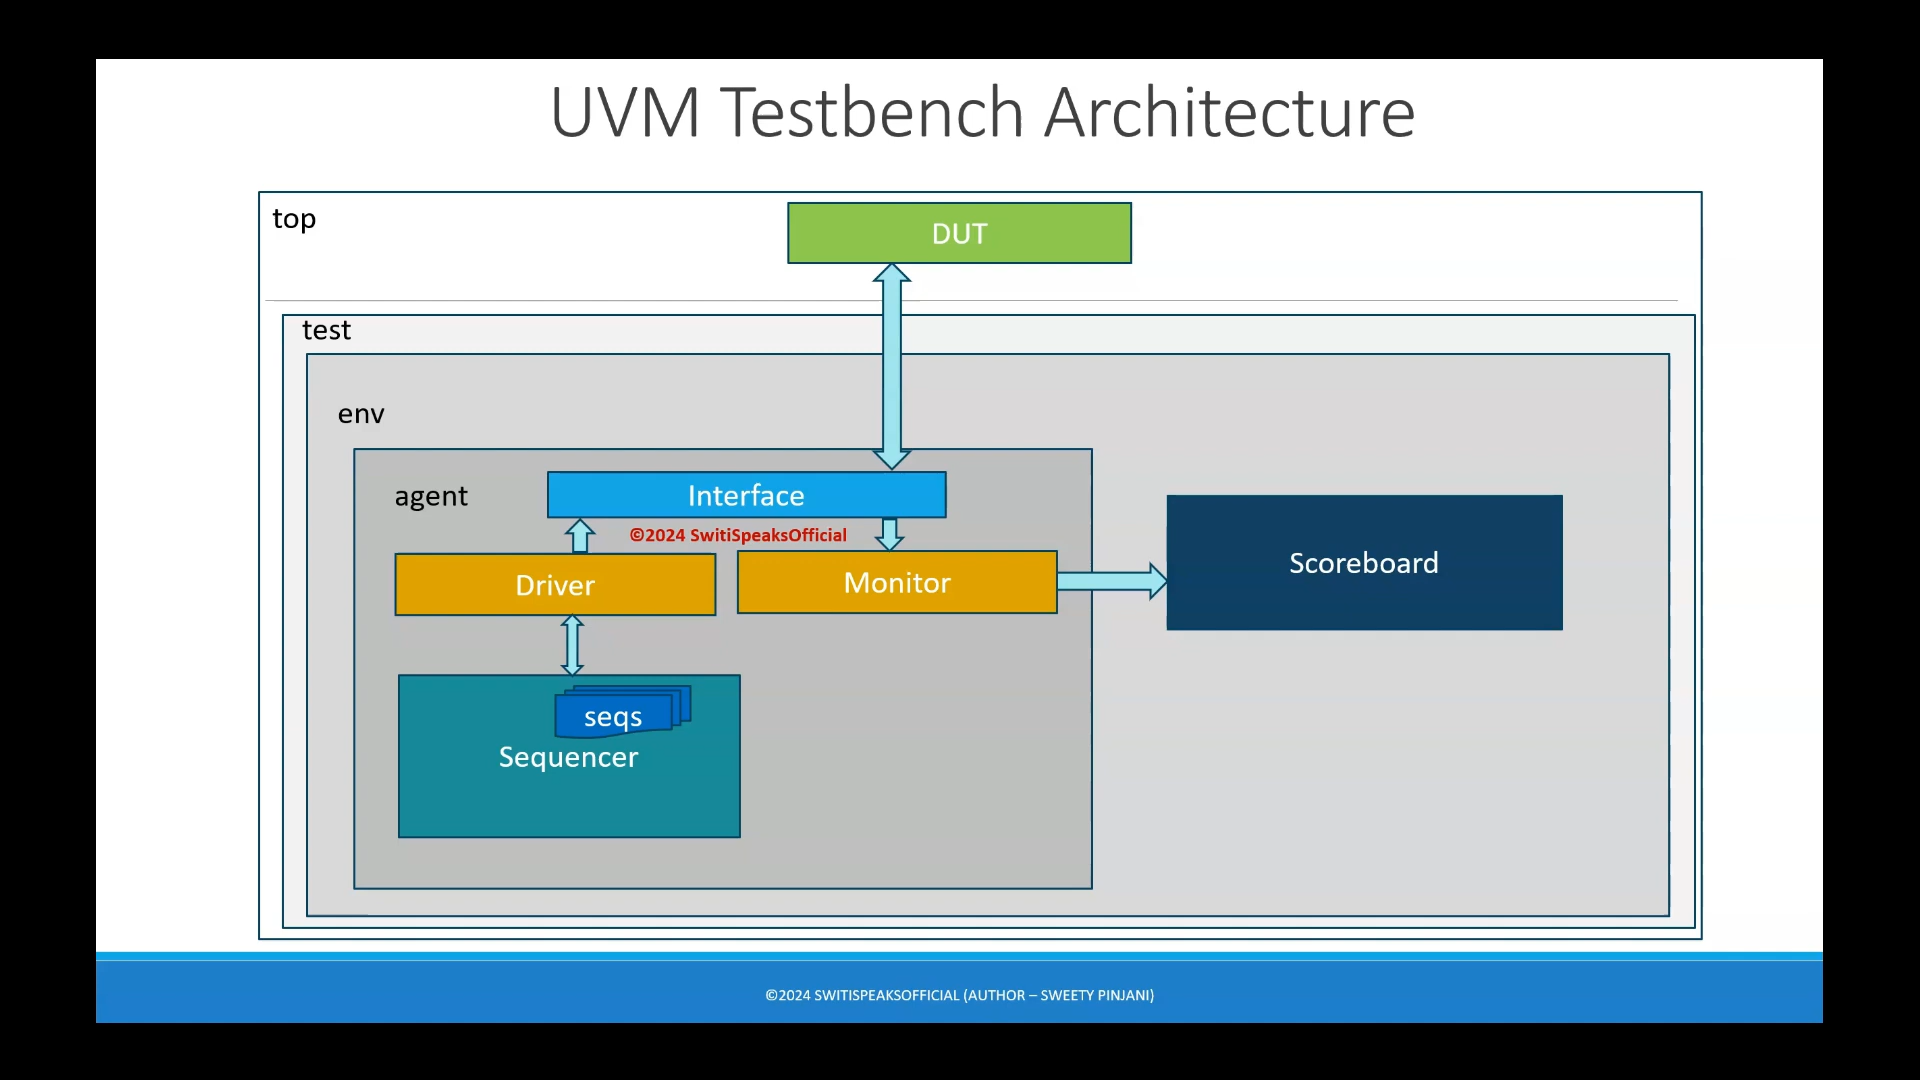 UVM Testbench Architecture
top
DUT
test
env
agent
Interface
©2024 SwitiSpeaksOfficial
Driver
Monitor
Scoreboard
seqs
Sequencer
©2024 SWITISPEAKSOFFICIAL (AUTHOR – SWEETY PINJANI)